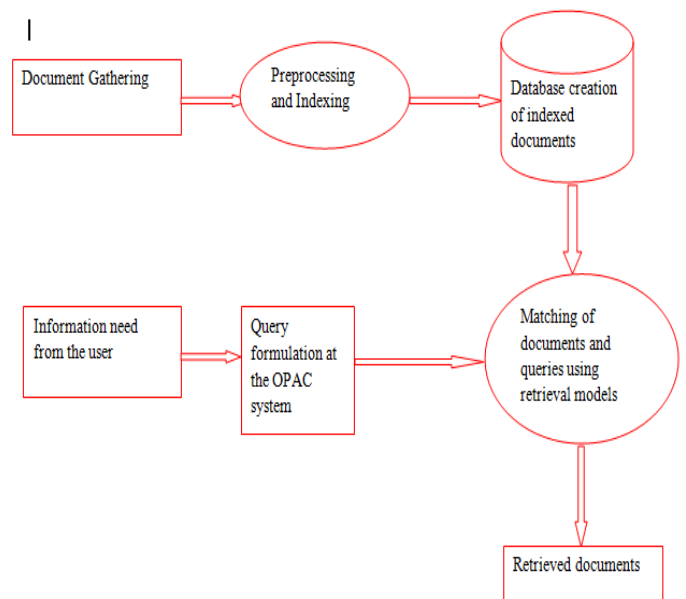 Document Gathering
Preprocessing
and Indexing
Database creation
of indexed
documents
Information need
from the user
Query
formulation at
the OPAC
system
Matching of
documents and
queries using
retrieval models
Retrieved documents